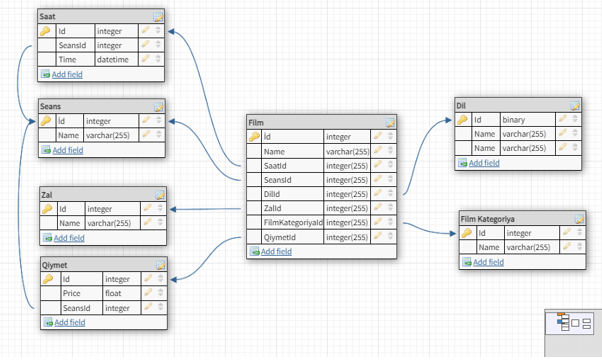 Saat
Id integer
SeansId integer
Time datetime
Add field
Seans
Id integer
Name varchar(255)
Add field
Zal
Id integer
Name varchar(255)
Add field
Qiymet
Id integer
Price float
SeansId integer
Add field
Film
Id integer
Name varchar(255)
SaatId integer(255)
SeansId integer(255)
DilId integer(255)
ZalId integer(255)
FilmKategoriyaId integer(255)
QiymetId integer(255)
Add field
Dil
Id binary
Name varchar(255)
Name varchar(255)
Add field
Film Kategoriya
Id integer
Name varchar(255)
Add field